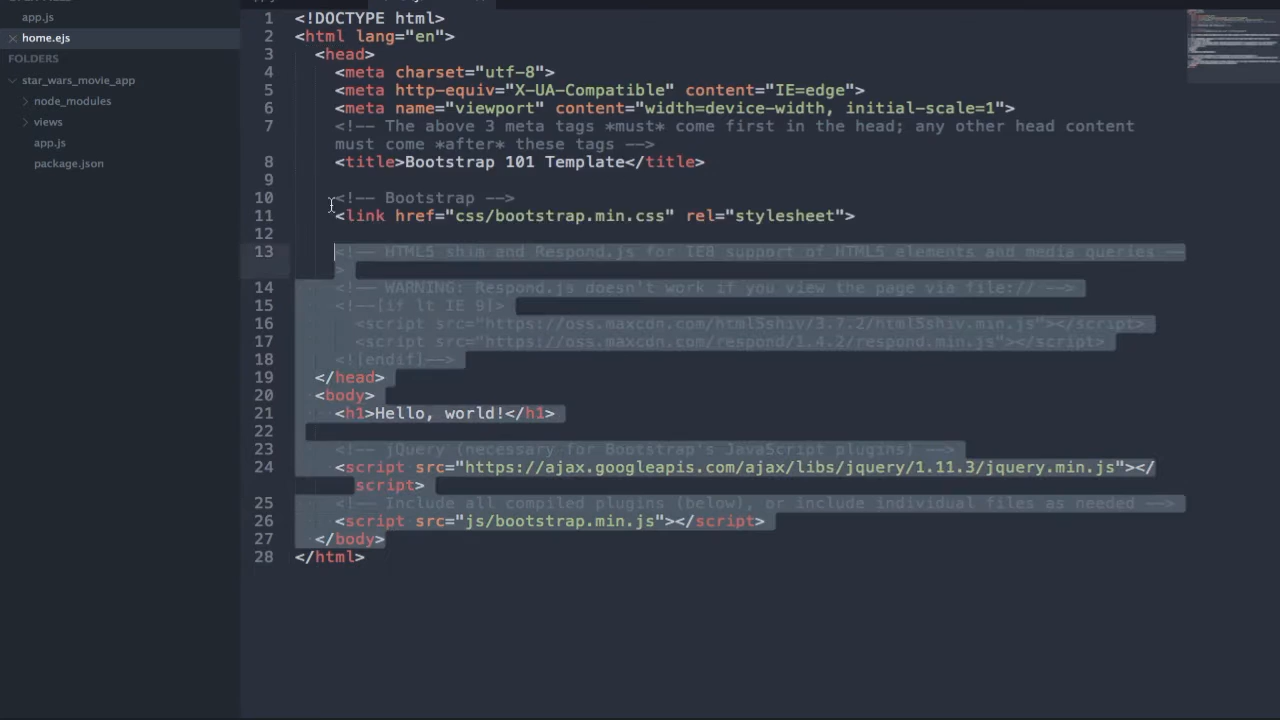 app.js
home.ejs
FOLDERS
star_wars_movie_app
node_modules
views
app.js
package.json
1 <!DOCTYPE html>
2 <html lang="en">
3 <head>
4 <meta charset="utf-8">
5 <meta http-equiv="X-UA-Compatible" content="IE=edge">
6 <meta name="viewport" content="width=device-width, initial-scale=1">
7 <!-- The above 3 meta tags *must* come first in the head; any other head content
must come *after* these tags -->
8 <title>Bootstrap 101 Template</title>
9
10 <!-- Bootstrap -->
11 <link href="css/bootstrap.min.css" rel="stylesheet">
12
13 <!-- HTML5 shim and Respond.js for IE8 support of HTML5 elements and media queries --
>
14 <!-- WARNING: Respond.js doesn't work if you view the page via file:// -->
15 <!--[if lt IE 9]>
16 <script src="https://oss.maxcdn.com/html5shiv/3.7.2/html5shiv.min.js"></script>
17 <script src="https://oss.maxcdn.com/respond/1.4.2/respond.min.js"></script>
18 <![endif]-->
19 </head>
20 <body>
21 <h1>Hello, world!</h1>
22
23 <!-- jQuery (necessary for Bootstrap's JavaScript plugins) -->
24 <script src="https://ajax.googleapis.com/ajax/libs/jquery/1.11.3/jquery.min.js"></
script>
25 <!-- Include all compiled plugins (below), or include individual files as needed -->
26 <script src="js/bootstrap.min.js"></script>
27 </body>
28 </html>